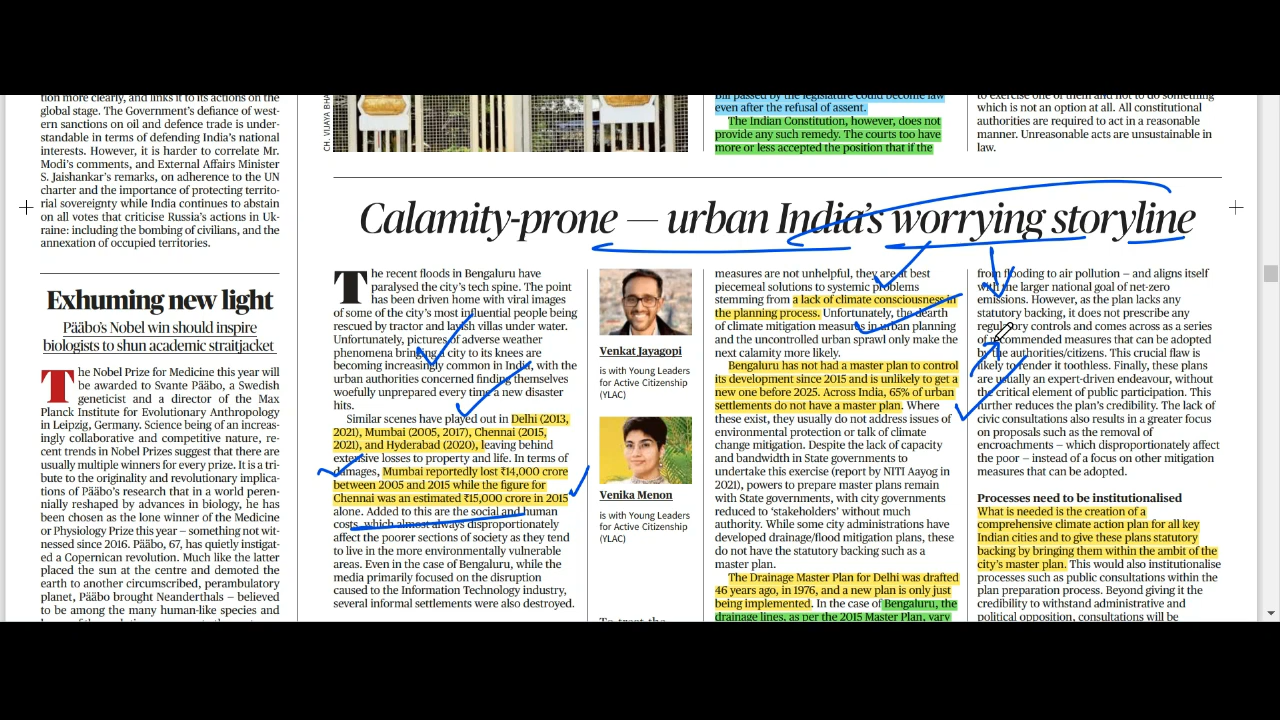 tion more clearly, and links it to its actions on the
global stage. The Government's defiance of west-
ern sanctions on oil and defence trade is under-
standable in terms of defending India's national
interests. However, it is harder to correlate Mr.
Modi's comments, and External Affairs Minister
S. Jaishankar's remarks, on adherence to the UN
charter and the importance of protecting territo-
rial sovereignty while India continues to abstain
on all votes that criticise Russia's actions in Uk-
raine: including the bombing of civilians, and the
annexation of occupied territories.
Exhuming new light
Pääbo's Nobel win should inspire
biologists to shun academic straitjacket
The Nobel Prize for Medicine this year will
be awarded to Svante Pääbo, a Swedish
geneticist and a director of the Max
Planck Institute for Evolutionary Anthropology
in Leipzig, Germany. Science being of an increas-
ingly collaborative and competitive nature, re-
cent trends in Nobel Prizes suggest that there are
usually multiple winners for every prize. It is a tri-
bute to the originality and revolutionary implica-
tions of Pääbo's research that in a world peren-
nially reshaped by advances in biology, he has
been chosen as the lone winner of the Medicine
or Physiology Prize this year — something not wit-
nessed since 2016. Pääbo, 67, has quietly instigat-
ed a Copernican revolution. Much like the latter
placed the sun at the centre and demoted the
earth to another circumscribed, perambulatory
planet, Pääbo brought Neanderthals – believed
to be among the many human-like species and
CH. VIJAYA BHA
Bill passed by the legislature could become law
even after the refusal of assent.
The Indian Constitution, however, does not
provide any such remedy. The courts too have
more or less accepted the position that if the
to exercise one of them and not to do something
which is not an option at all. All constitutional
authorities are required to act in a reasonable
manner. Unreasonable acts are unsustainable in
law.
Calamity-prone — urban India's worrying storyline
The recent floods in Bengaluru have
paralysed the city's tech spine. The point
has been driven home with viral images
of some of the city's most influential people being
rescued by tractor and lavish villas under water.
Unfortunately, pictures of adverse weather
phenomena bringing a city to its knees are
becoming increasingly common in India, with the
urban authorities concerned finding themselves
woefully unprepared every time a new disaster
hits.
Similar scenes have played out in Delhi (2013,
2021), Mumbai (2005, 2017), Chennai (2015,
2021), and Hyderabad (2020), leaving behind
extensive losses to property and life. In terms of
damages, Mumbai reportedly lost ₹14,000 crore
between 2005 and 2015 while the figure for
Chennai was an estimated ₹15,000 crore in 2015
alone. Added to this are the social and human
costs, which almost always disproportionately
affect the poorer sections of society as they tend
to live in the more environmentally vulnerable
areas. Even in the case of Bengaluru, while the
media primarily focused on the disruption
caused to the Information Technology industry,
several informal settlements were also destroyed.
Venkat Jayagopi
is with Young Leaders
for Active Citizenship
(YLAC)
Venika Menon
is with Young Leaders
for Active Citizenship
(YLAC)
measures are not unhelpful, they are at best
piecemeal solutions to systemic problems
stemming from a lack of climate consciousness in
the planning process. Unfortunately, the dearth
of climate mitigation measures in urban planning
and the uncontrolled urban sprawl only make the
next calamity more likely.
Bengaluru has not had a master plan to control
its development since 2015 and is unlikely to get a
new one before 2025. Across India, 65% of urban
settlements do not have a master plan. Where
these exist, they usually do not address issues of
environmental protection or talk of climate
change mitigation. Despite the lack of capacity
and bandwidth in State governments to
undertake this exercise (report by NITI Aayog in
2021), powers to prepare master plans remain
with State governments, with city governments
reduced to 'stakeholders' without much
authority. While some city administrations have
developed drainage/flood mitigation plans, these
do not have the statutory backing such as a
master plan.
The Drainage Master Plan for Delhi was drafted
46 years ago, in 1976, and a new plan is only just
being implemented. In the case of Bengaluru, the
drainage lines, as per the 2015 Master Plan, vary
from flooding to air pollution – and aligns itself
with the larger national goal of net-zero
emissions. However, as the plan lacks any
statutory backing, it does not prescribe any
regulatory controls and comes across as a series
of recommended measures that can be adopted
by the authorities/citizens. This crucial flaw is
likely to render it toothless. Finally, these plans
are usually an expert-driven endeavour, without
the critical element of public participation. This
further reduces the plan's credibility. The lack of
civic consultations also results in a greater focus
on proposals such as the removal of
encroachments – which disproportionately affect
the poor – instead of a focus on other mitigation
measures that can be adopted.
Processes need to be institutionalised
What is needed is the creation of a
comprehensive climate action plan for all key
Indian cities and to give these plans statutory
backing by bringing them within the ambit of the
city's master plan. This would also institutionalise
processes such as public consultations within the
plan preparation process. Beyond giving it the
credibility to withstand administrative and
political opposition, consultations will be